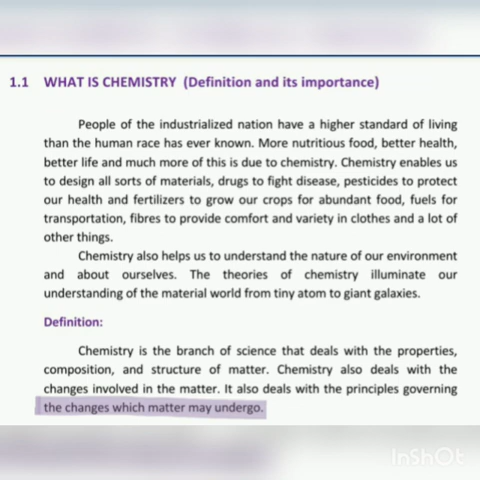 1.1 WHAT IS CHEMISTRY (Definition and its importance)
People of the industrialized nation have a higher standard of living
than the human race has ever known. More nutritious food, better health,
better life and much more of this is due to chemistry. Chemistry enables us
to design all sorts of materials, drugs to fight disease, pesticides to protect
our health and fertilizers to grow our crops for abundant food, fuels for
transportation, fibres to provide comfort and variety in clothes and a lot of
other things.
Chemistry also helps us to understand the nature of our environment
and about ourselves. The theories of chemistry illuminate our
understanding of the material world from tiny atom to giant galaxies.
Definition:
Chemistry is the branch of science that deals with the properties,
composition, and structure of matter. Chemistry also deals with the
changes involved in the matter. It also deals with the principles governing
the changes which matter may undergo.
InShOt